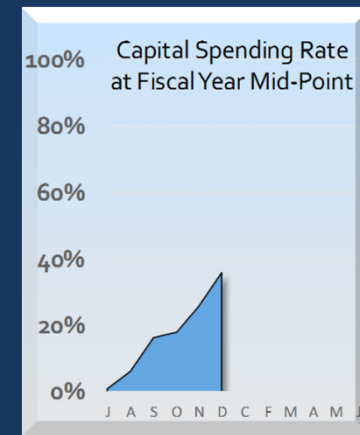 Capital Spending Rate
at Fiscal Year Mid-Point
100%
80%
60%
40%
20%
0%
J A S O N D C F M A M J